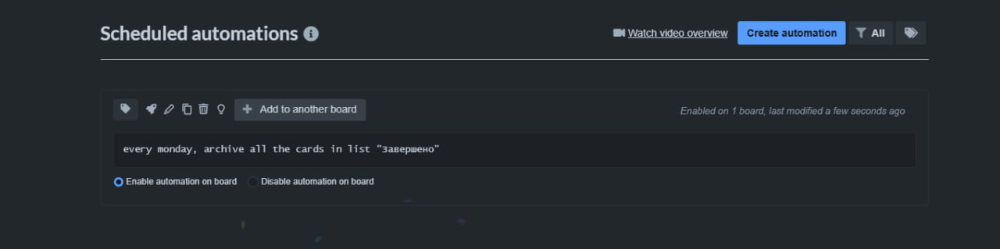 Scheduled automations
Watch video overview
Create automation
All
Add to another board
Enabled on 1 board, last modified a few seconds ago
every monday, archive all the cards in list "Завершено"
Enable automation on board
Disable automation on board